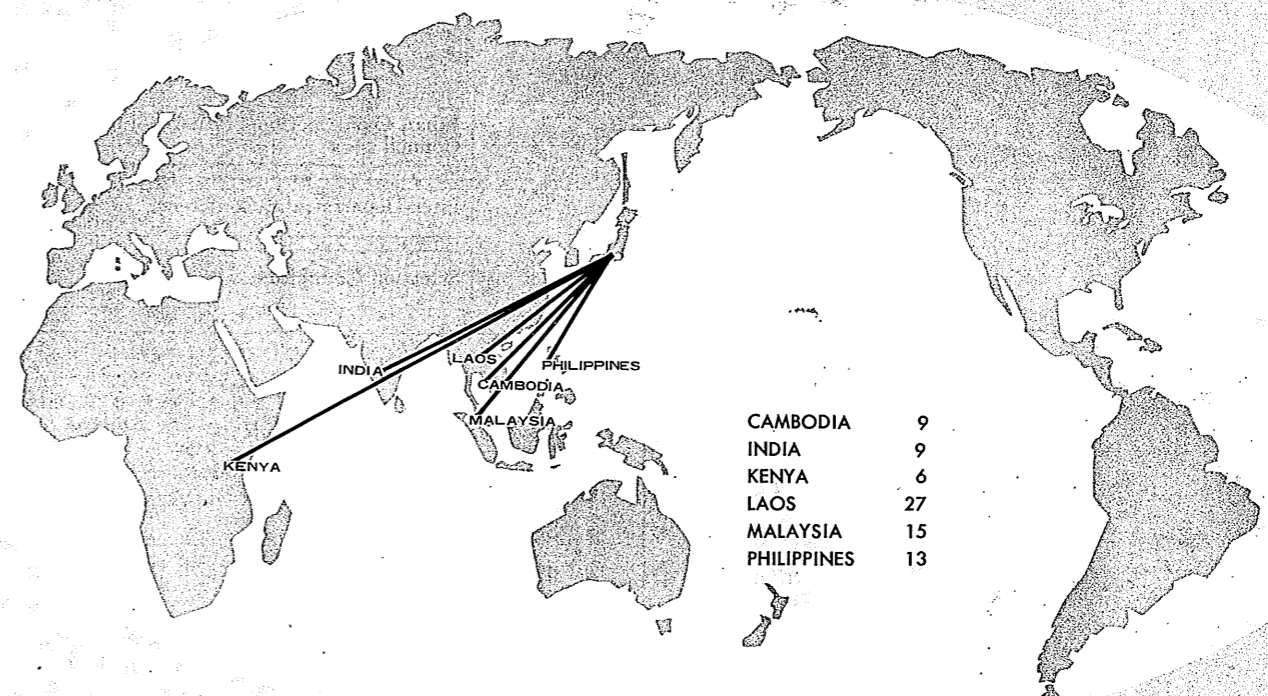 INDIA
LAOS
PHILIPPINES
CAMBODIA
MALAYSIA
KENYA
CAMBODIA 9
INDIA 9
KENYA 6
LAOS 27
MALAYSIA 15
PHILIPPINES 13